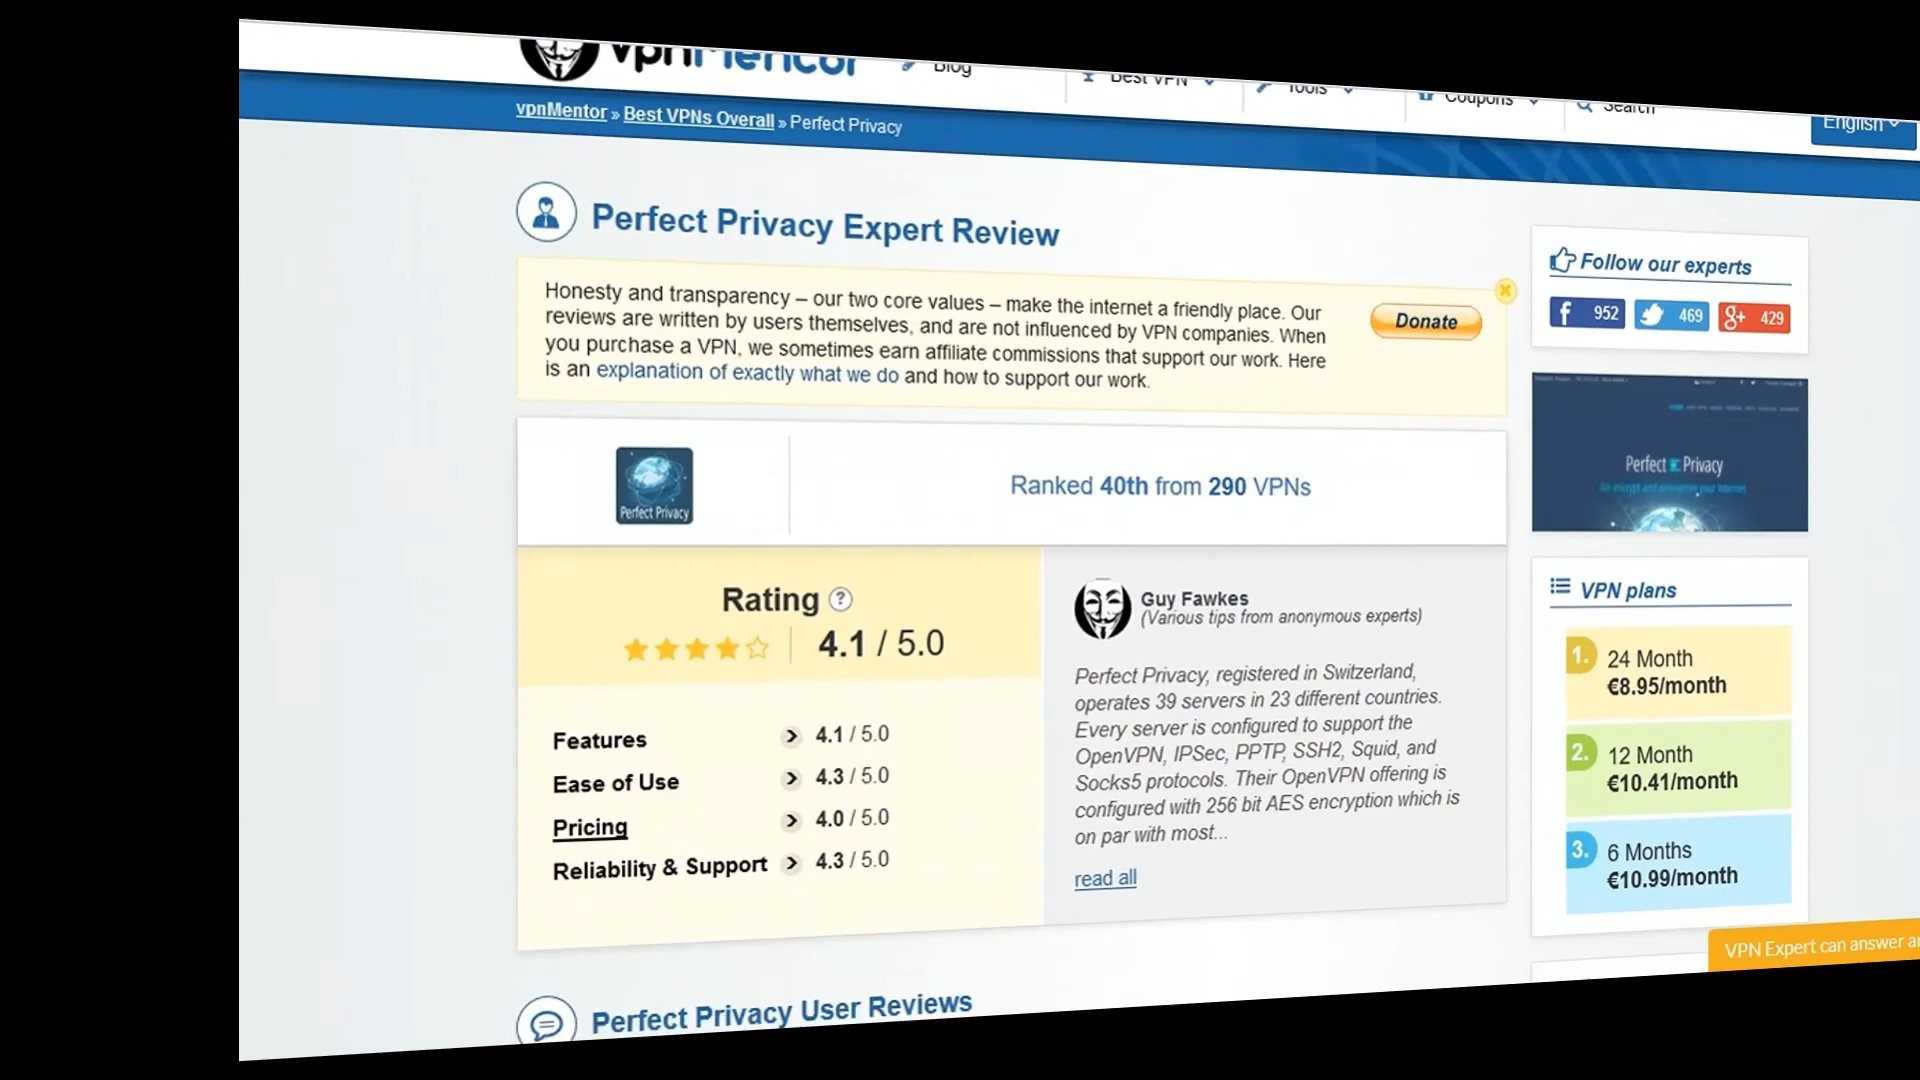 vpnMentor
Blog
Best VPN
Tools
Coupons
Search
English
vpnMentor » Best VPNs Overall » Perfect Privacy
Perfect Privacy Expert Review
Honesty and transparency – our two core values – make the internet a friendly place. Our
reviews are written by users themselves, and are not influenced by VPN companies. When
you purchase a VPN, we sometimes earn affiliate commissions that support our work. Here
is an explanation of exactly what we do and how to support our work.
Donate
Follow our experts
952
469
g+ 429
Perfect Privacy
Ranked 40th from 290 VPNs
Perfect Privacy
We encrypt and anonymize your Internet
Rating ?
4.1 / 5.0
Features 4.1 / 5.0
Ease of Use 4.3 / 5.0
Pricing 4.0 / 5.0
Reliability & Support 4.3 / 5.0
Guy Fawkes
(Various tips from anonymous experts)
Perfect Privacy, registered in Switzerland,
operates 39 servers in 23 different countries.
Every server is configured to support the
OpenVPN, IPSec, PPTP, SSH2, Squid, and
Socks5 protocols. Their OpenVPN offering is
configured with 256 bit AES encryption which is
on par with most...
read all
VPN plans
1. 24 Month
€8.95/month
2. 12 Month
€10.41/month
3. 6 Months
€10.99/month
VPN Expert can answer
Perfect Privacy User Reviews